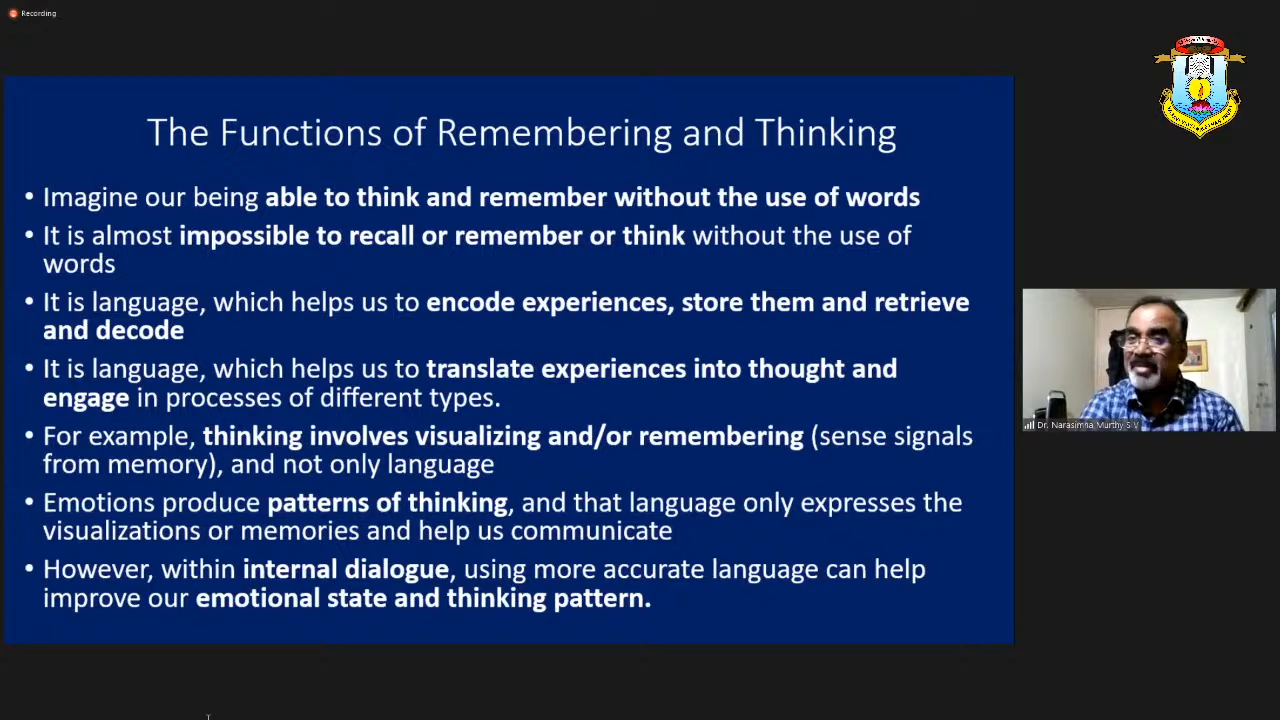 Recording
The Functions of Remembering and Thinking
• Imagine our being able to think and remember without the use of words
• It is almost impossible to recall or remember or think without the use of
words
• It is language, which helps us to encode experiences, store them and retrieve
and decode
• It is language, which helps us to translate experiences into thought and
engage in processes of different types.
• For example, thinking involves visualizing and/or remembering (sense signals
from memory), and not only language
• Emotions produce patterns of thinking, and that language only expresses the
visualizations or memories and help us communicate
• However, within internal dialogue, using more accurate language can help
improve our emotional state and thinking pattern.
Dr. Narasimha Murthy S V